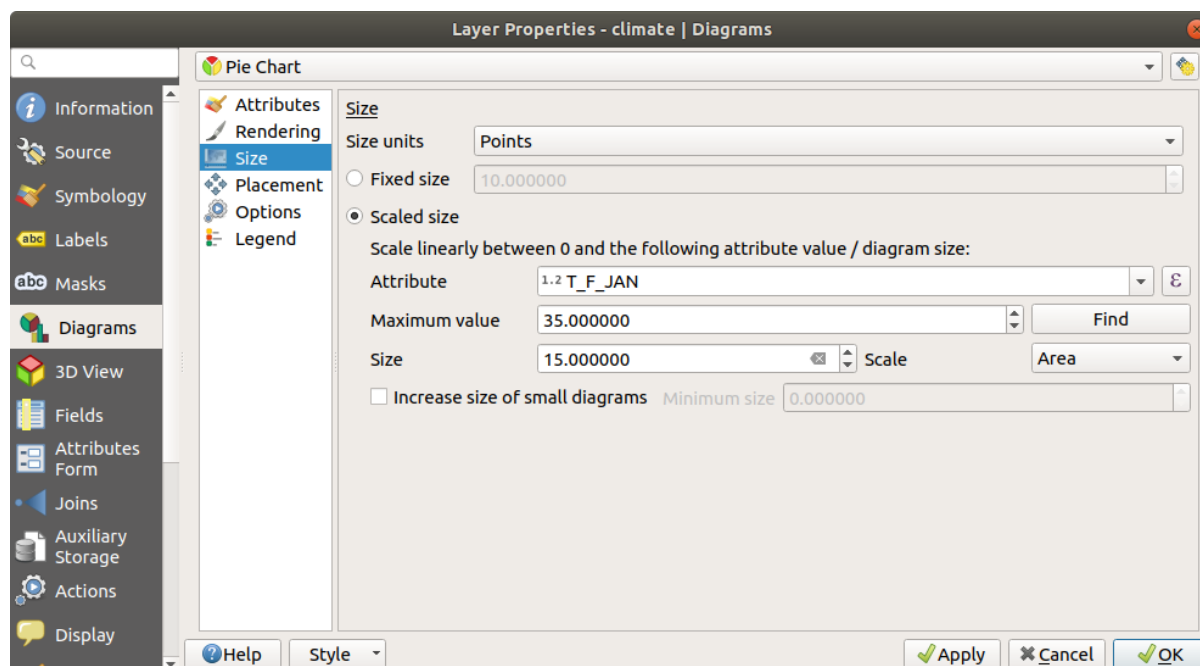 Layer Properties - climate | Diagrams
Pie Chart
Information
Source
Symbology
abc Labels
abc Masks
Diagrams
3D View
Fields
Attributes
Form
Joins
Auxiliary
Storage
Actions
Display
Attributes
Rendering
Size
Placement
Options
Legend
Size
Size units Points
Fixed size 10.000000
Scaled size
Scale linearly between 0 and the following attribute value / diagram size:
Attribute 1.2 T_F_JAN ε
Maximum value 35.000000 Find
Size 15.000000 Scale Area
Increase size of small diagrams Minimum size 0.000000
Help Style Apply Cancel OK